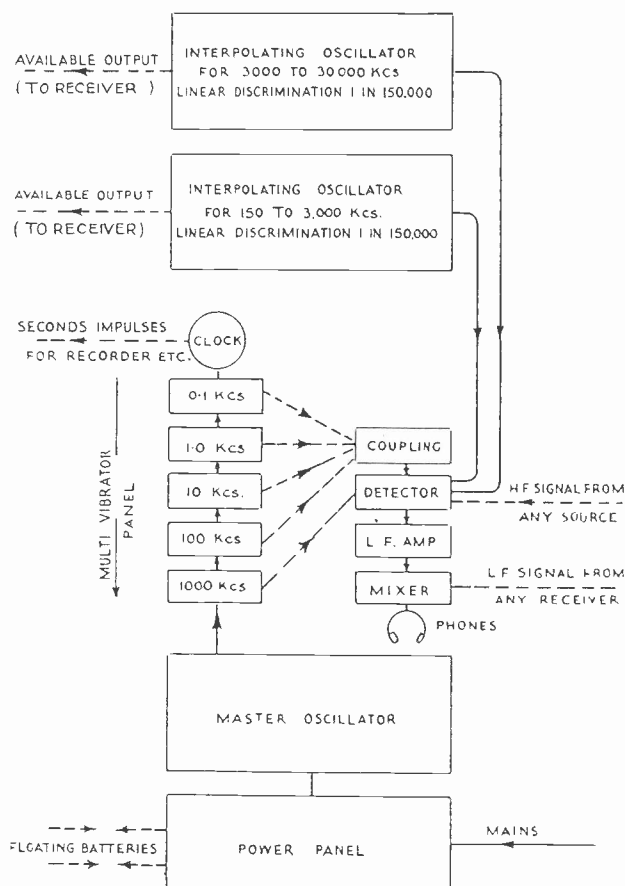 INTERPOLATING OSCILLATOR
FOR 3000 TO 30000 KCS
LINEAR DISCRIMINATION 1 IN 150,000
AVAILABLE OUTPUT
(TO RECEIVER)
INTERPOLATING OSCILLATOR
FOR 150 TO 3,000 Kcs.
LINEAR DISCRIMINATION 1 IN 150,000
AVAILABLE OUTPUT
(TO RECEIVER)
SECONDS IMPULSES
FOR RECORDER ETC.
CLOCK
0·1 Kcs
1·0 Kcs
10 Kcs.
100 Kcs
1000 Kcs
MULTI VIBRATOR
PANEL
COUPLING
DETECTOR
L F. AMP
MIXER
PHONES
H F SIGNAL FROM
ANY SOURCE
L F SIGNAL FROM
ANY RECEIVER
MASTER OSCILLATOR
POWER PANEL
FLOATING BATTERIES
MAINS